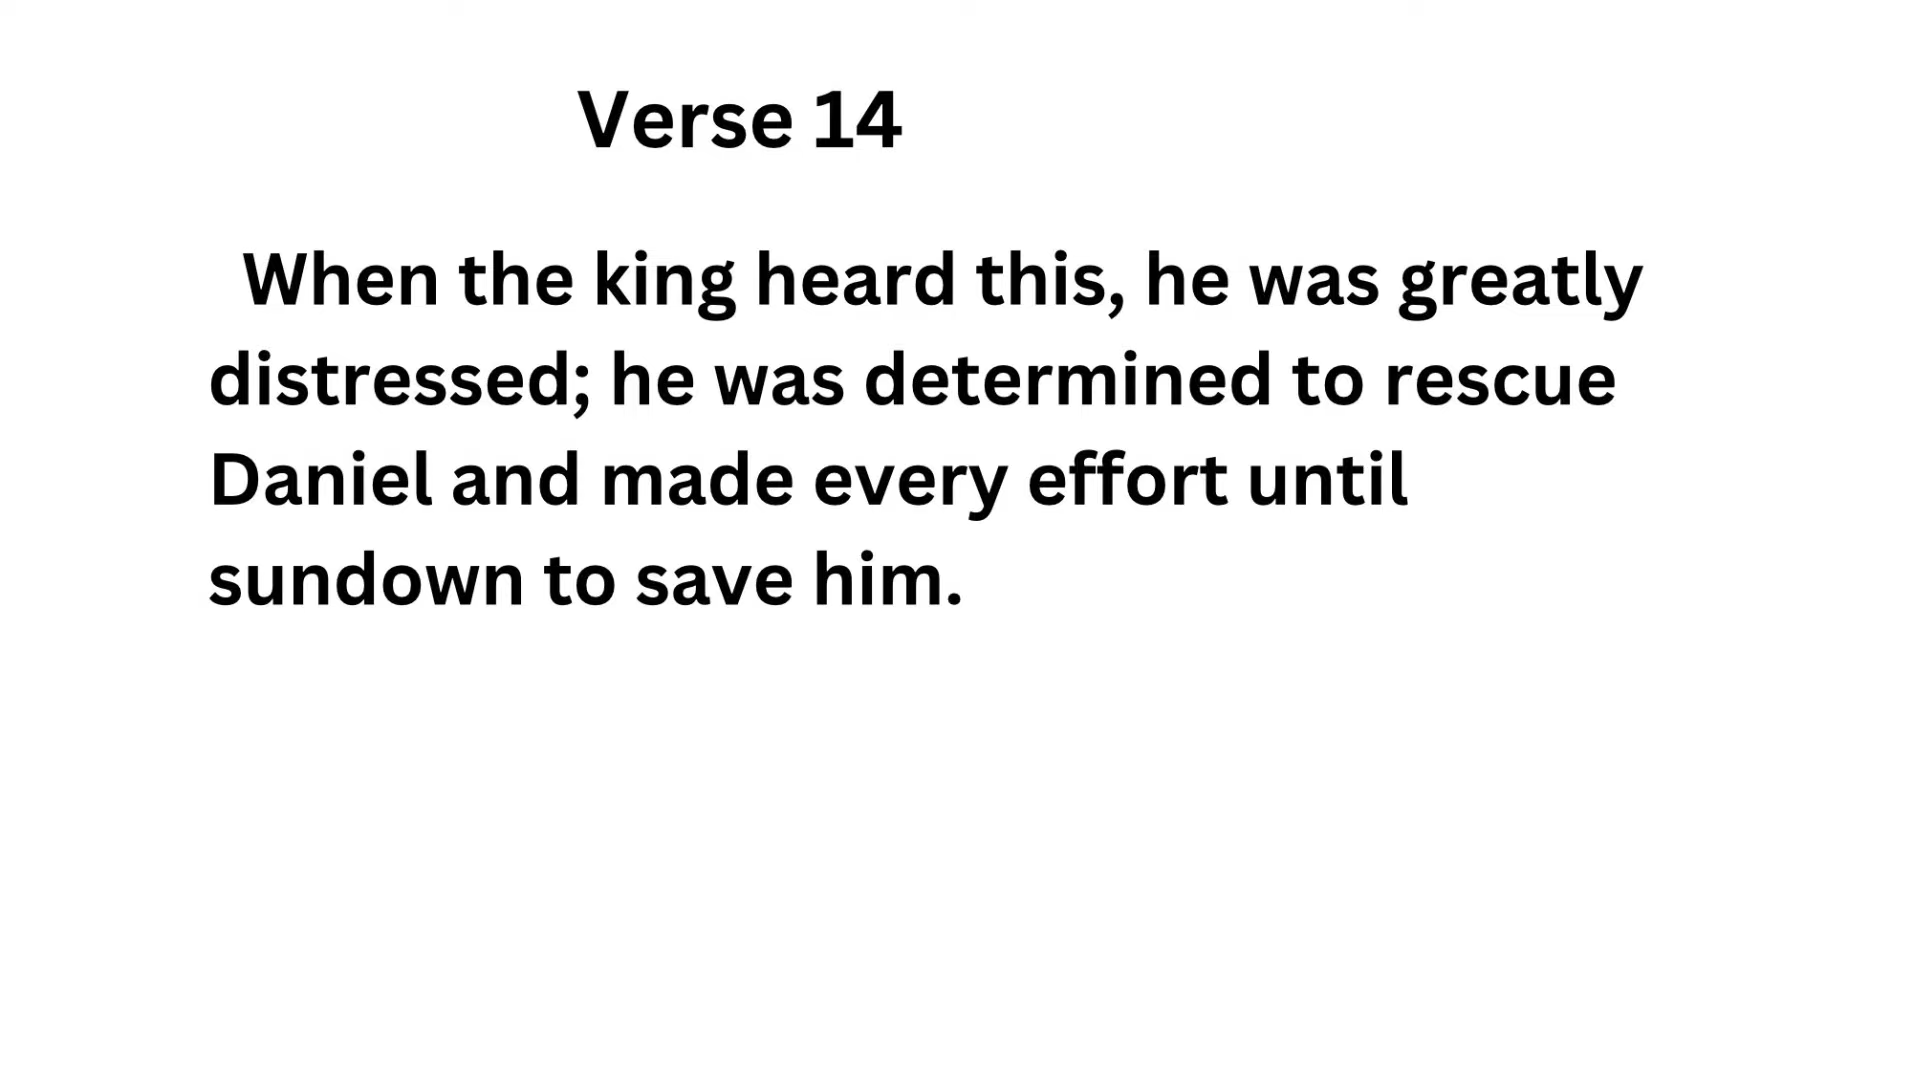 Verse 14
When the king heard this, he was greatly
distressed; he was determined to rescue
Daniel and made every effort until
sundown to save him.